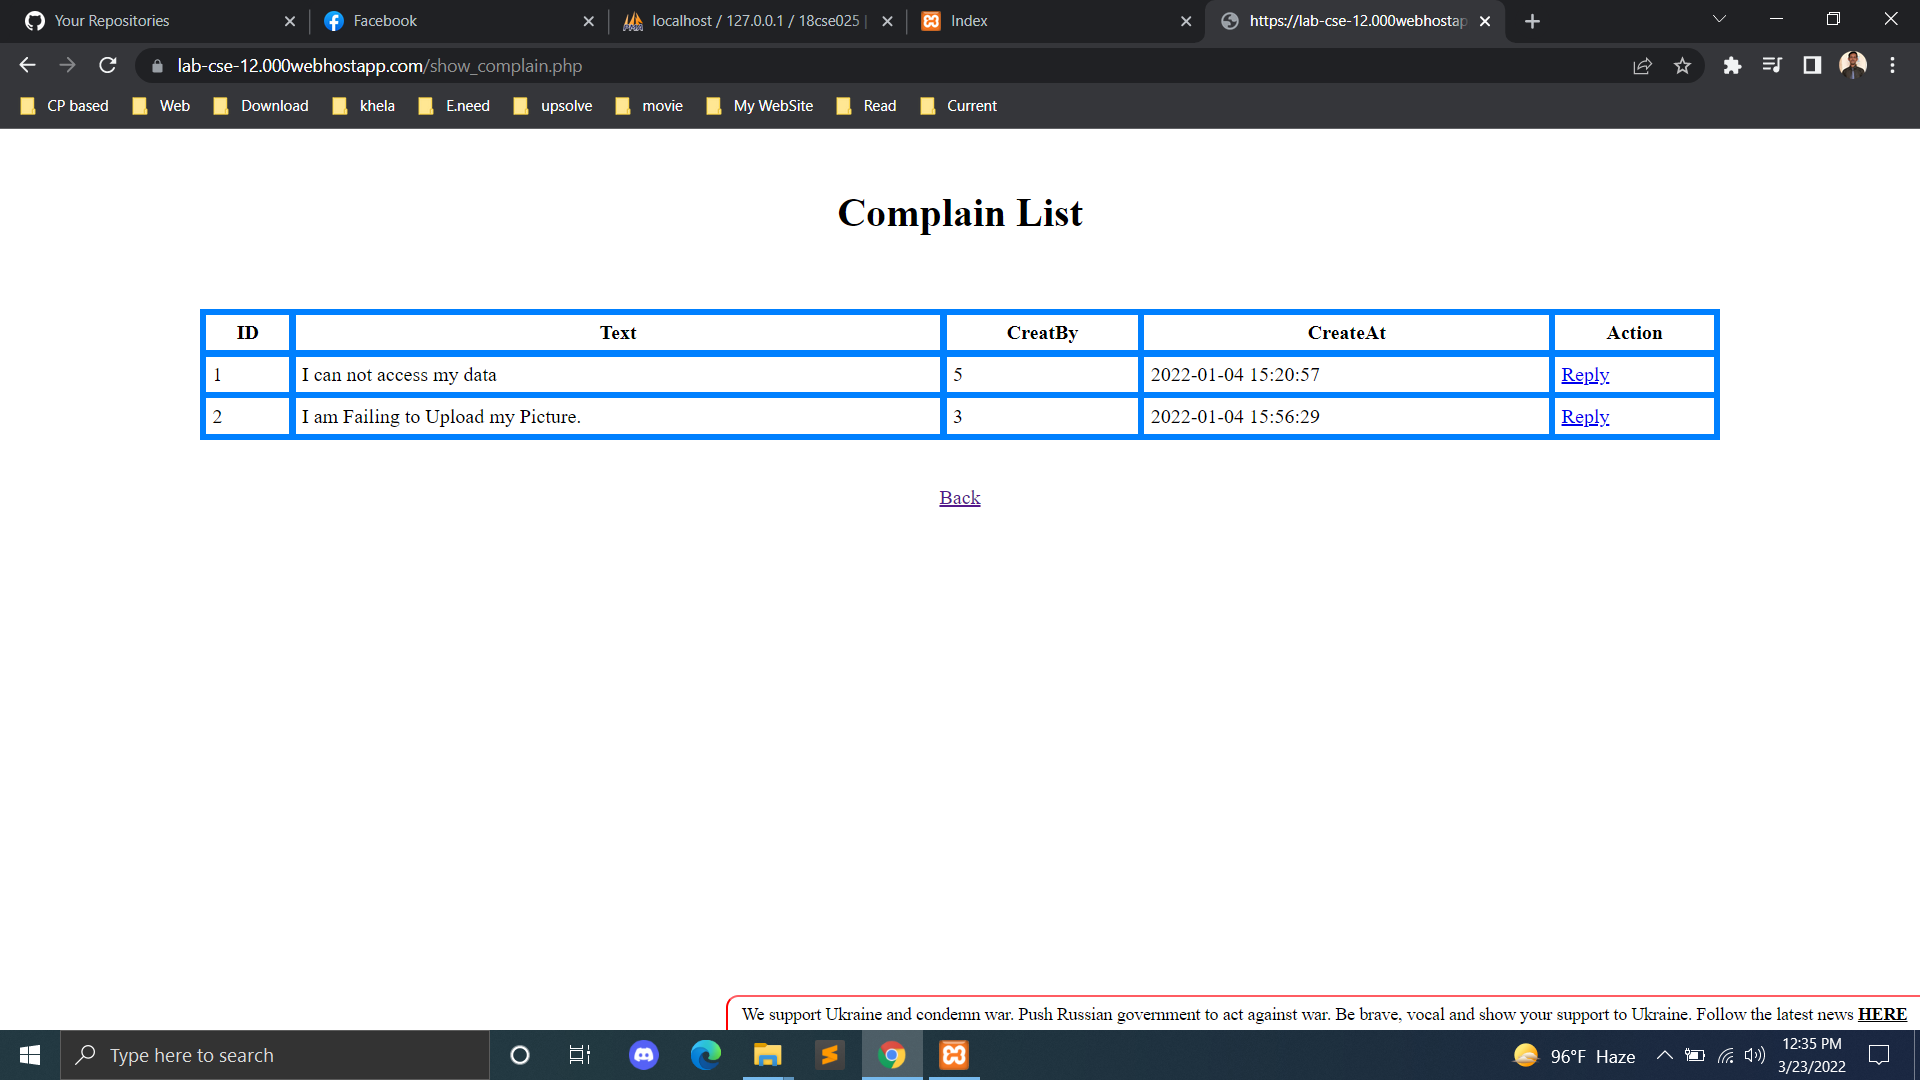 Your Repositories
Facebook
localhost / 127.0.0.1 / 18cse025 |
Index
https://lab-cse-12.000webhostap
lab-cse-12.000webhostapp.com/show_complain.php
CP based
Web
Download
khela
E.need
upsolve
movie
My WebSite
Read
Current
Complain List
ID Text CreatBy CreateAt Action
1 I can not access my data 5 2022-01-04 15:20:57 Reply
2 I am Failing to Upload my Picture. 3 2022-01-04 15:56:29 Reply
Back
We support Ukraine and condemn war. Push Russian government to act against war. Be brave, vocal and show your support to Ukraine. Follow the latest news HERE
Type here to search
96°F Haze
12:35 PM
3/23/2022